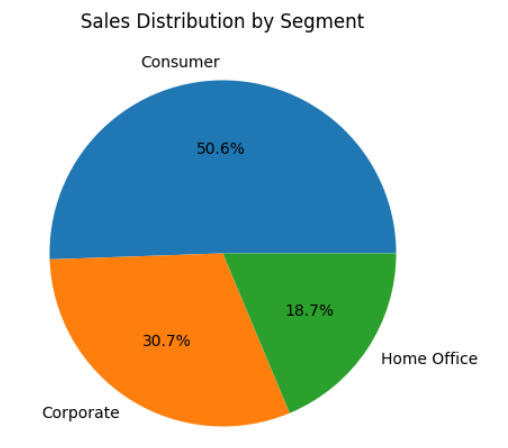 Sales Distribution by Segment
Consumer
50.6%
18.7%
30.7%
Home Office
Corporate